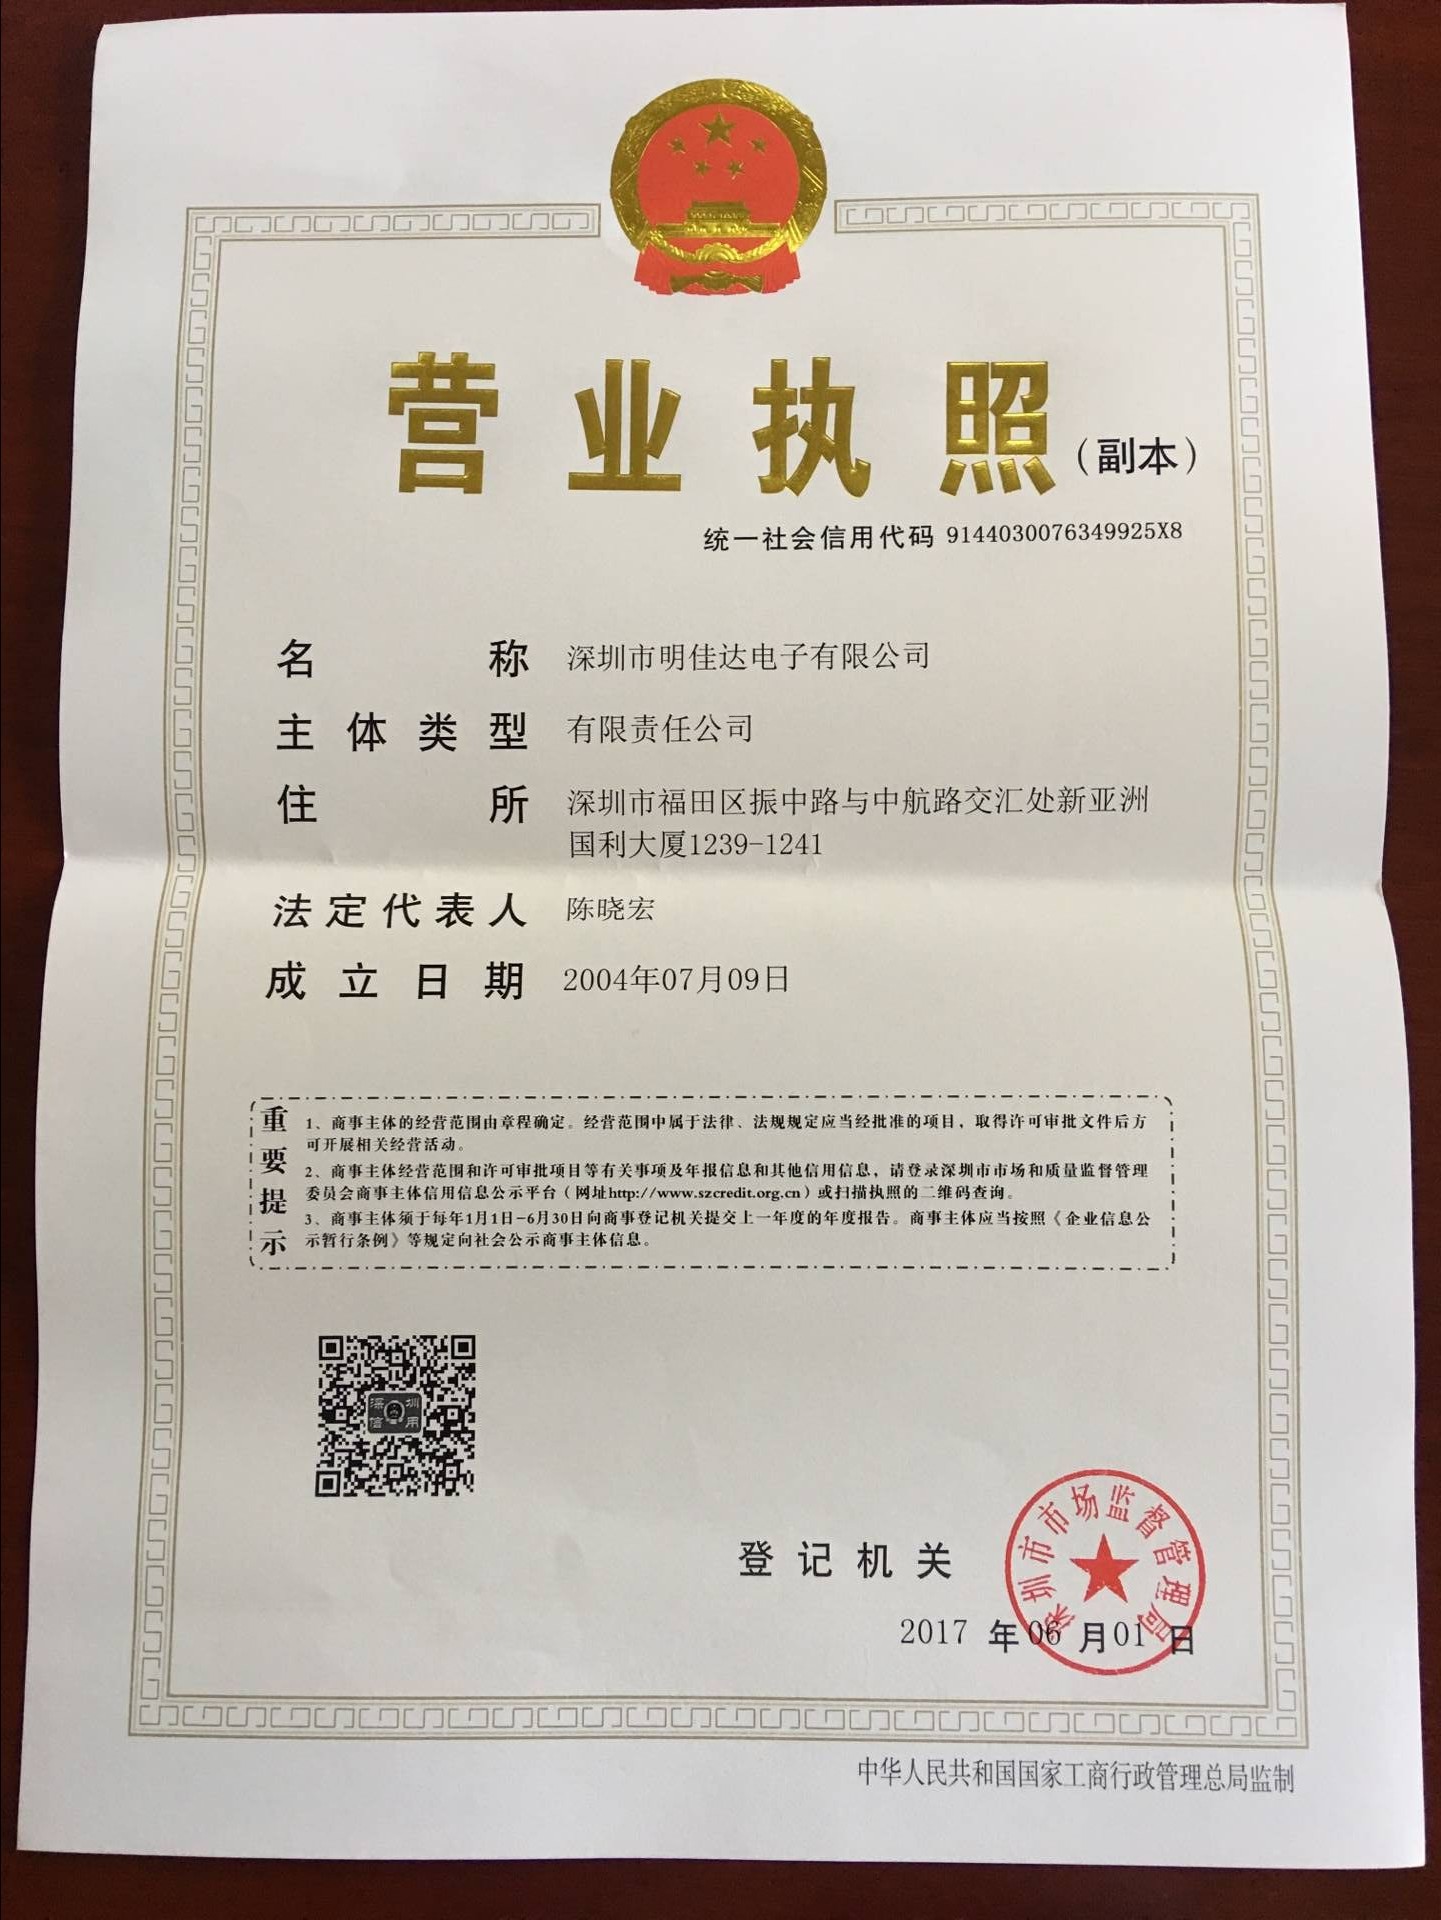 营业执照（副本）
统一社会信用代码 9144030076349925X8
名称 深圳市明佳达电子有限公司
主体类型 有限责任公司
住所 深圳市福田区振中路与中航路交汇处新亚洲
国利大厦1239-1241
法定代表人 陈晓宏
成立日期 2004年07月09日
重要提示
1、商事主体的经营范围由章程确定。经营范围中属于法律、法规规定应当经批准的项目，取得许可审批文件后方
可开展相关经营活动。
2、商事主体经营范围和许可审批项目等有关事项及年报信息和其他信用信息，请登录深圳市市场和质量监督管理
委员会商事主体信用信息公示平台（网址http://www.szcredit.org.cn）或扫描执照的二维码查询。
3、商事主体须于每年1月1日-6月30日向商事登记机关提交上一年度的年度报告。商事主体应当按照《企业信息公
示暂行条例》等规定向社会公示商事主体信息。
深圳
信用
登记机关
深圳市市场监督管理局
2017 年 06 月 01 日
中华人民共和国国家工商行政管理总局监制